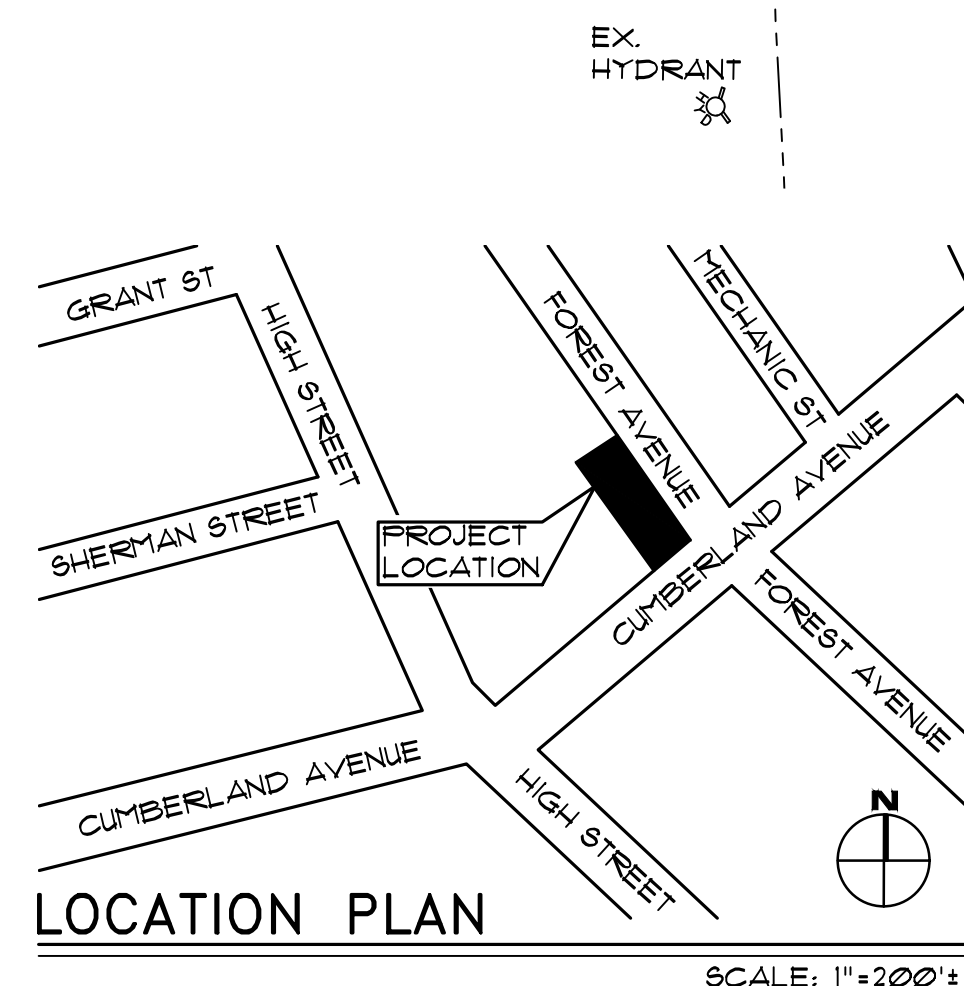 EX.
HYDRANT
HYD
GRANT ST
HIGH STREET
FOREST AVENUE
MECHANIC ST
SHERMAN STREET
PROJECT
LOCATION
CUMBERLAND AVENUE
FOREST AVENUE
CUMBERLAND AVENUE
HIGH STREET
N
LOCATION PLAN
SCALE: 1"=200'±